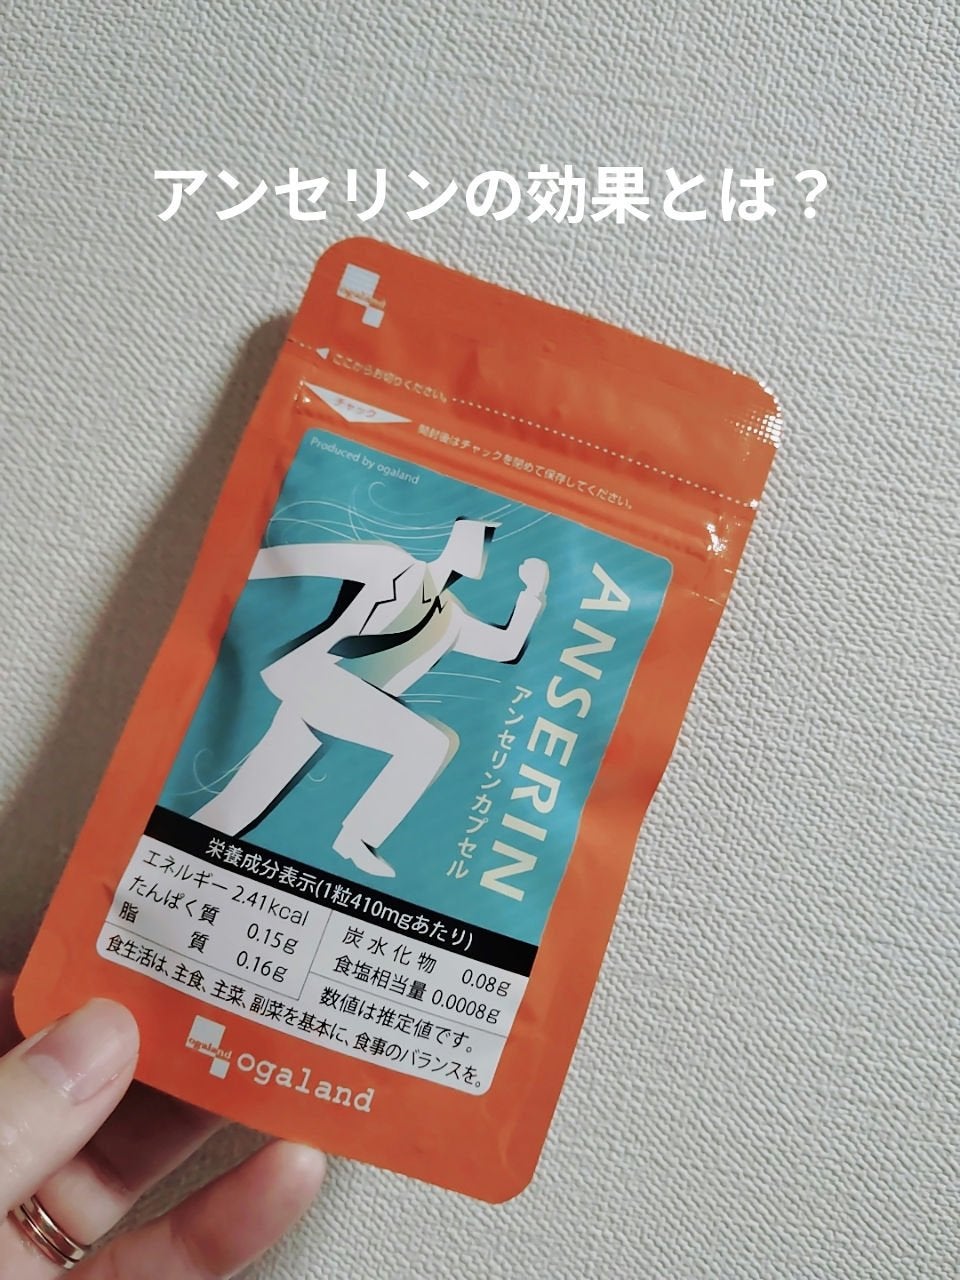 アンセリンの効果とは？
ogaland
ここからお切りください。
チャック
開封後はチャックを閉めて保存してください。
Produced by ogaland
ANSERIN
アンセリンカプセル
栄養成分表示(1粒410mgあたり)
エネルギー 2.41kcal
たんぱく質 0.15g
脂質 0.16g
炭水化物 0.08g
食塩相当量 0.0008g
数値は推定値です。
食生活は、主食、主菜、副菜を基本に、食事のバランスを。
ogaland
ogaland